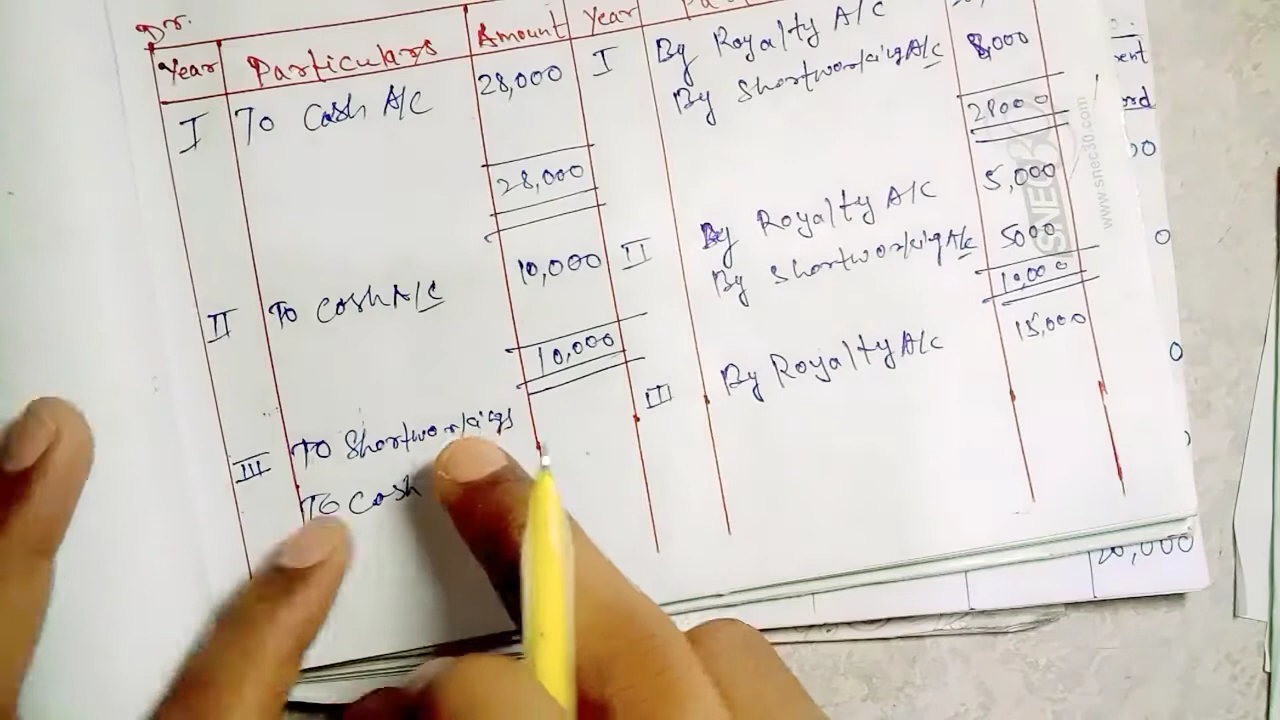 Dr.
Year Particulars Amount Year
I To Cash A/C 28,000 I By Royalty A/C
By Shortworking A/C 8,000
28,000 28000
II To Cash A/C 10,000 II By Royalty A/C 5,000
By Shortworking A/c 5000
10,000 10,000
III To Shortworkings III By Royalty A/C 15,000
To Cash
20,000
SNEC30
www.snec30.com